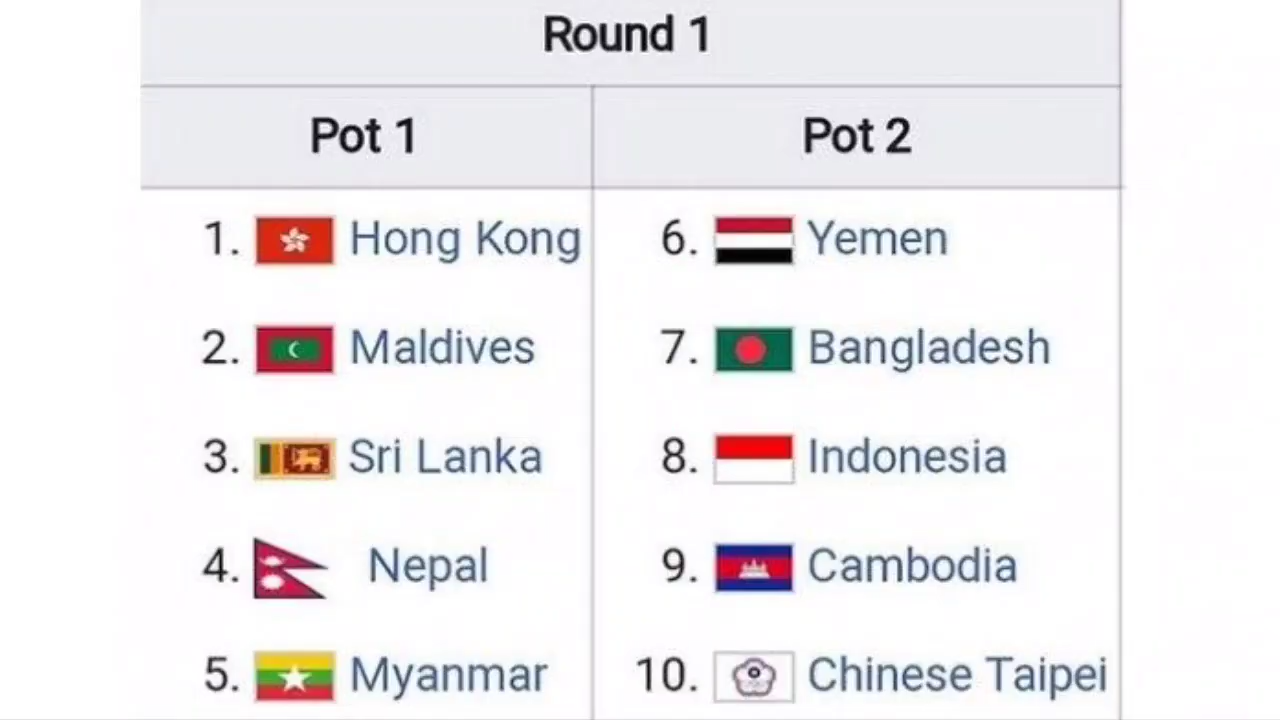 Round 1
Pot 1 Pot 2
1. Hong Kong 6. Yemen
2. Maldives 7. Bangladesh
3. Sri Lanka 8. Indonesia
4. Nepal 9. Cambodia
5. Myanmar 10. Chinese Taipei